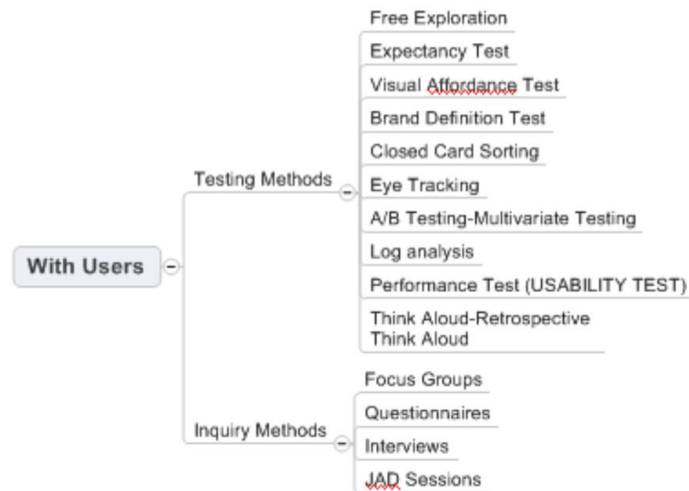 Free Exploration
Expectancy Test
Visual Affordance Test
Brand Definition Test
Closed Card Sorting
Testing Methods
Eye Tracking
A/B Testing-Multivariate Testing
Log analysis
With Users
Performance Test (USABILITY TEST)
Think Aloud-Retrospective
Think Aloud
Focus Groups
Questionnaires
Inquiry Methods
Interviews
JAD Sessions